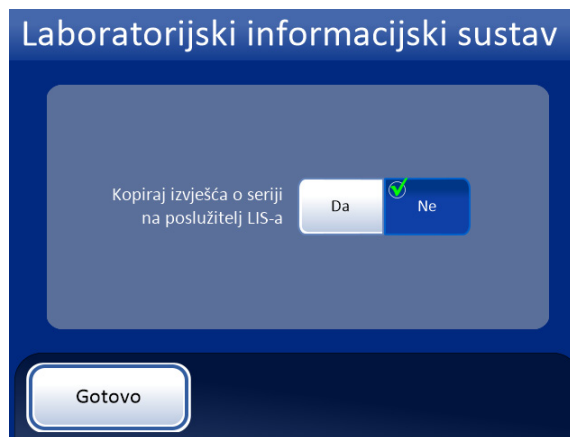 Laboratorijski informacijski sustav
Kopiraj izvješća o seriji
na poslužitelj LIS-a
Da
Ne
Gotovo